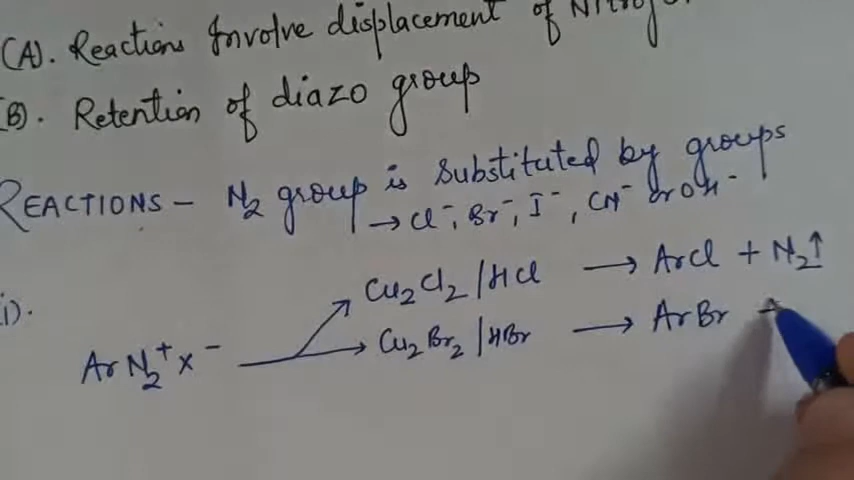 (A). Reactions Involve displacement of
(B). Retention of diazo group
REACTIONS - N₂ group is substituted by groups
→ Cl⁻, Br⁻, I⁻, CN⁻ or OH⁻
i). Cu₂Cl₂/HCl → ArCl + N₂↑
ArN₂⁺X⁻ → Cu₂Br₂/HBr → ArBr